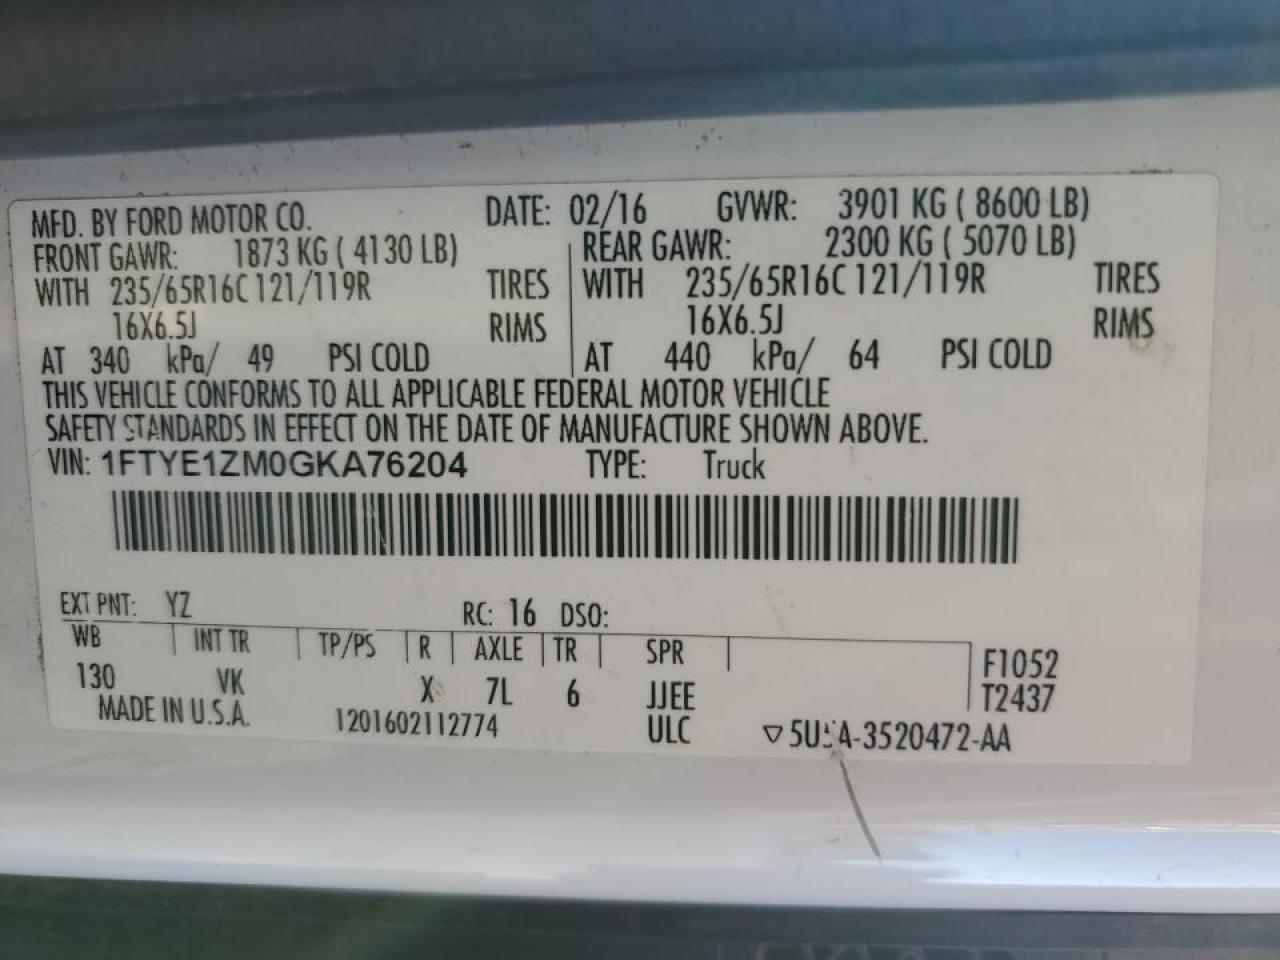 MFD. BY FORD MOTOR CO. DATE: 02/16 GVWR: 3901 KG ( 8600 LB)
FRONT GAWR: 1873 KG ( 4130 LB) REAR GAWR: 2300 KG ( 5070 LB)
WITH 235/65R16C 121/119R TIRES WITH 235/65R16C 121/119R TIRES
16X6.5J RIMS 16X6.5J RIMS
AT 340 kPa/ 49 PSI COLD AT 440 kPa/ 64 PSI COLD
THIS VEHICLE CONFORMS TO ALL APPLICABLE FEDERAL MOTOR VEHICLE
SAFETY STANDARDS IN EFFECT ON THE DATE OF MANUFACTURE SHOWN ABOVE.
VIN: 1FTYE1ZM0GKA76204 TYPE: Truck
EXT PNT: YZ RC: 16 DSO:
WB INT TR TP/PS R AXLE TR SPR F1052
130 VK X 7L 6 JJEE T2437
MADE IN U.S.A. 1201602112774 ULC ▽